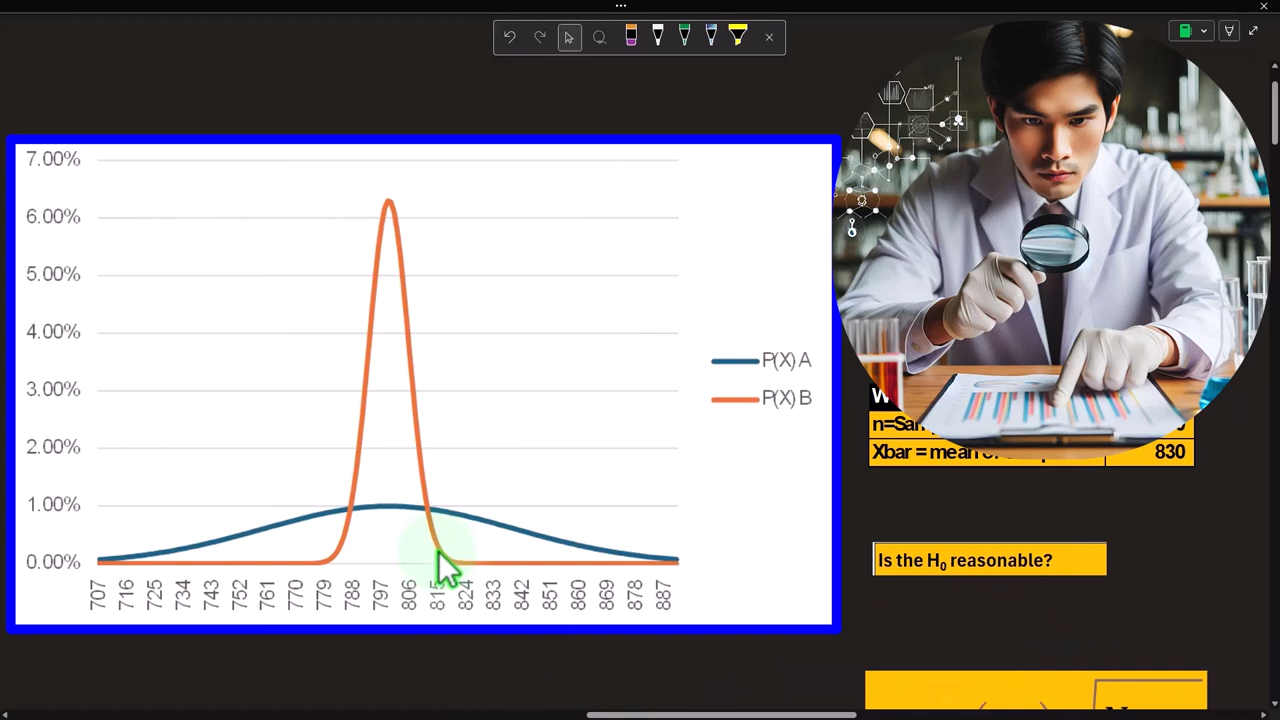 7.00%
6.00%
5.00%
4.00%
3.00%
2.00%
1.00%
0.00%
707 716 725 734 743 752 761 770 779 788 797 806 815 824 833 842 851 860 869 878 887
P(X) A
P(X) B
830
Is the H₀ reasonable?